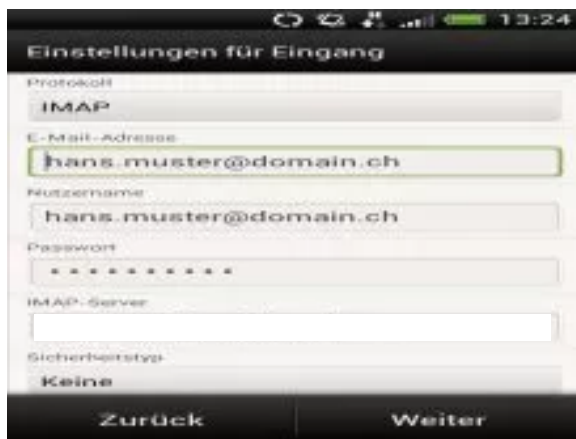 13:24
Einstellungen für Eingang
Protokoll
IMAP
E-Mail-Adresse
hans.muster@domain.ch
Nutzername
hans.muster@domain.ch
Passwort
IMAP-Server
Sicherheitstyp
Keine
Zurück Weiter